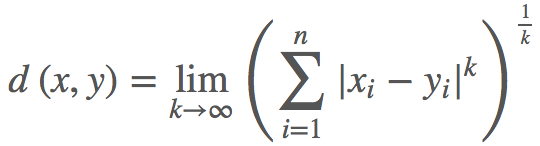 d (x, y) = lim_{k→∞} ( ∑_{i=1}^{n} |x_i − y_i|^k )^{1/k}